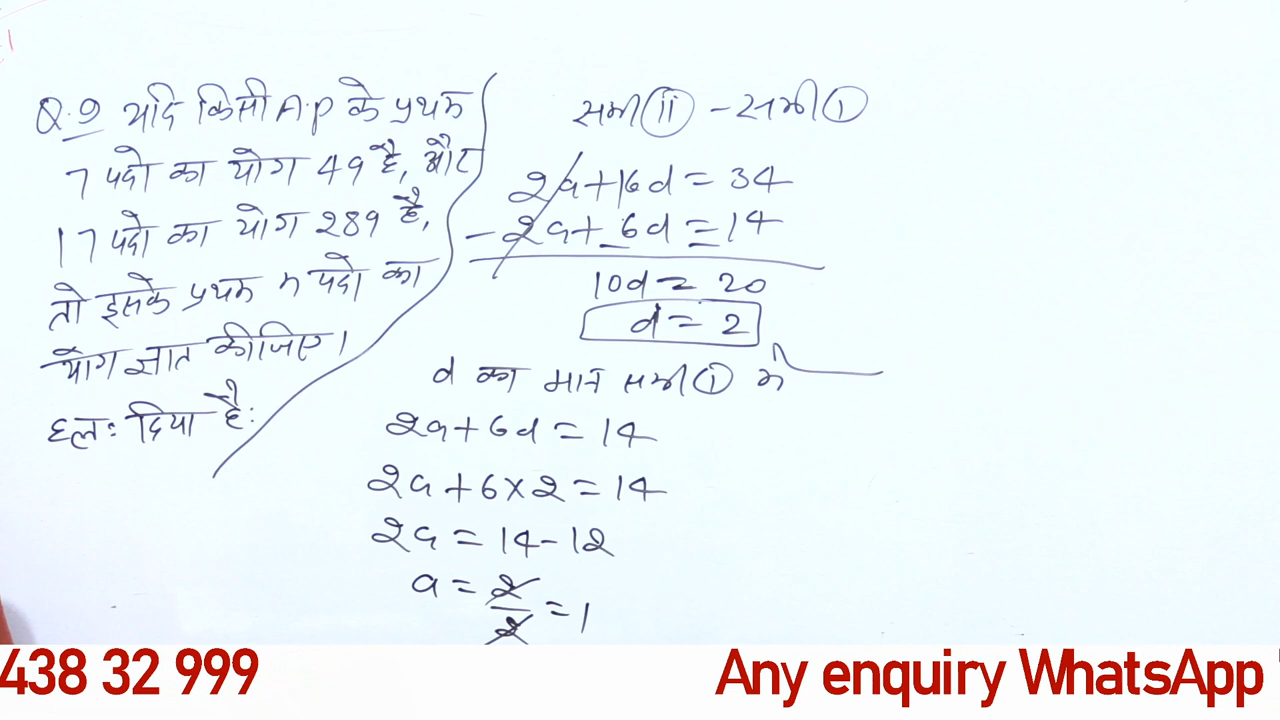 Q.9 यदि किसी A.P के प्रथम
7 पदो का योग 49 है, और
17 पदो का योग 289 है,
तो इसके प्रथम n पदो का
योग ज्ञात कीजिए।
हल: दिया है:
समी (ii) - समी (i)
2a + 16d = 34
- 2a + 6d = 14
10d = 20
d = 2
d का मान समी (i) में
2a + 6d = 14
2a + 6 × 2 = 14
2a = 14 - 12
a = 2/2 = 1
438 32 999
Any enquiry WhatsApp